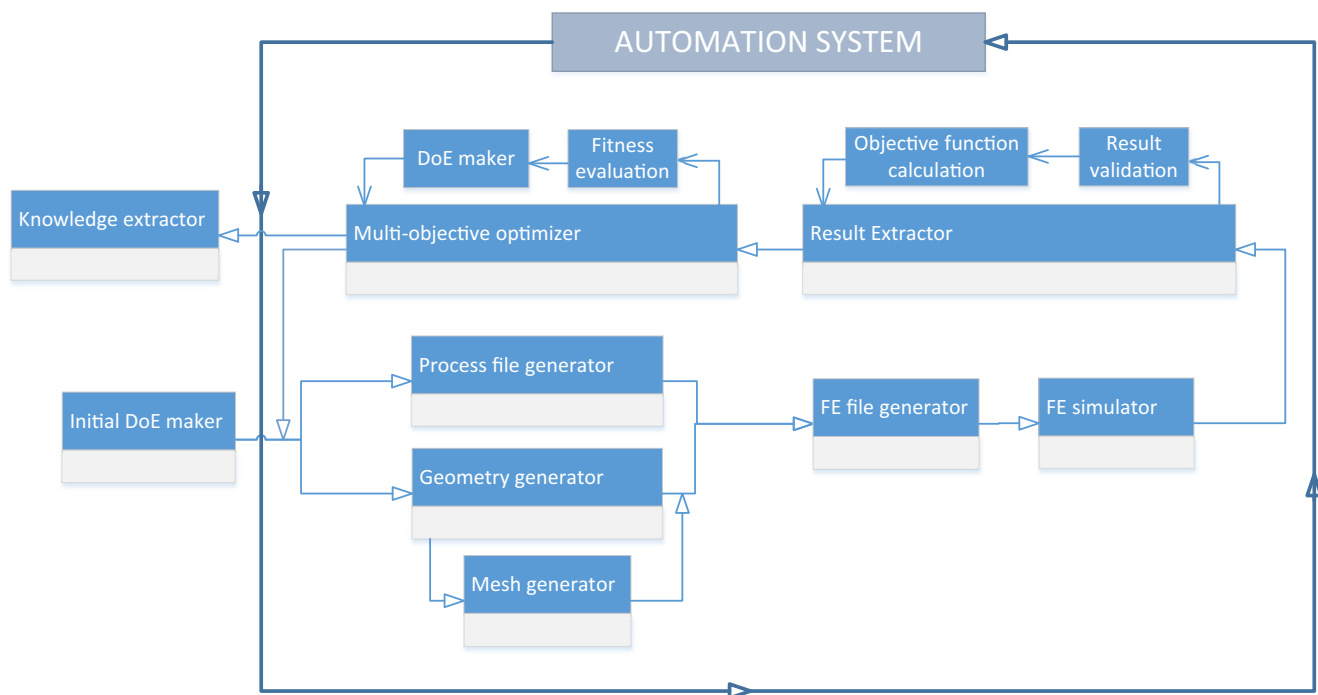 AUTOMATION SYSTEM
DoE maker
Fitness
evaluation
Objective function
calculation
Result
validation
Knowledge extractor
Multi-objective optimizer
Result Extractor
Process file generator
Initial DoE maker
FE file generator
FE simulator
Geometry generator
Mesh generator